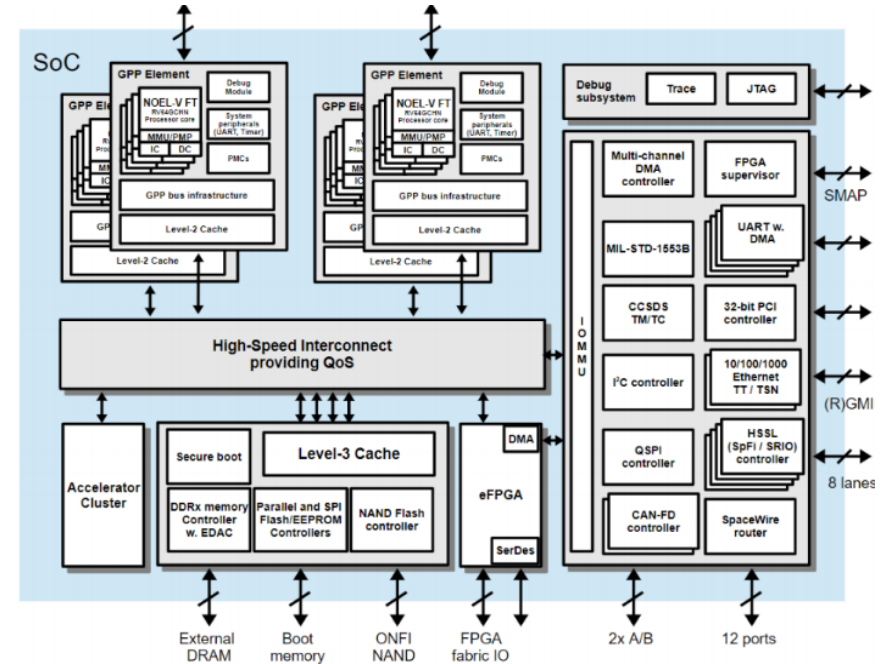 SoC
GPP Element
NOEL-V FT
RV64GCHN
Processor core
MMU/PMP
IC DC
Debug
Module
System
peripherals
(UART, Timer)
PMCs
GPP bus infrastructure
Level-2 Cache
GPP El
Level-2 Cache
GPP Element
NOEL-V FT
RV64GCHN
Processor core
MMU/PMP
IC DC
Debug
Module
System
peripherals
(UART, Timer)
PMCs
GPP bus infrastructure
Level-2 Cache
GPP El
Level-2 Cache
Debug
subsystem
Trace
JTAG
High-Speed Interconnect
providing QoS
IOMMU
Multi-channel
DMA
controller
FPGA
supervisor
SMAP
MIL-STD-1553B
UART w.
DMA
CCSDS
TM/TC
32-bit PCI
controller
I²C controller
10/100/1000
Ethernet
TT / TSN
(R)GMI
QSPI
controller
HSSL
(SpFi / SRIO)
controller
8 lanes
CAN-FD
controller
SpaceWire
router
Accelerator
Cluster
Secure boot
Level-3 Cache
DDRx memory
Controller
w. EDAC
Parallel and SPI
Flash/EEPROM
Controllers
NAND Flash
controller
DMA
eFPGA
SerDes
External
DRAM
Boot
memory
ONFI
NAND
FPGA
fabric IO
2x A/B
12 ports